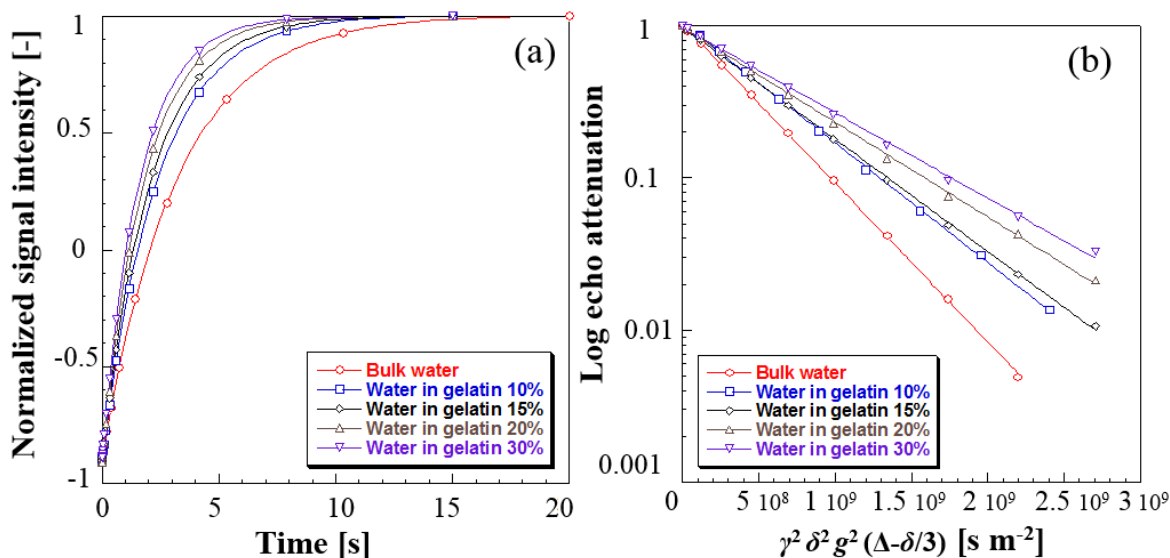 (a)
Normalized signal intensity [-]
1
0.5
0
-0.5
-1
0
5
10
15
20
Time [s]
Bulk water
Water in gelatin 10%
Water in gelatin 15%
Water in gelatin 20%
Water in gelatin 30%
(b)
Log echo attenuation
1
0.1
0.01
0.001
0
5 10⁸
1 10⁹
1.5 10⁹
2 10⁹
2.5 10⁹
3 10⁹
γ² δ² g² (Δ-δ/3) [s m⁻²]
Bulk water
Water in gelatin 10%
Water in gelatin 15%
Water in gelatin 20%
Water in gelatin 30%